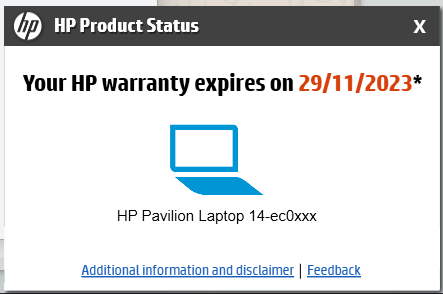 hp HP Product Status X
Your HP warranty expires on 29/11/2023*
HP Pavilion Laptop 14-ec0xxx
Additional information and disclaimer | Feedback